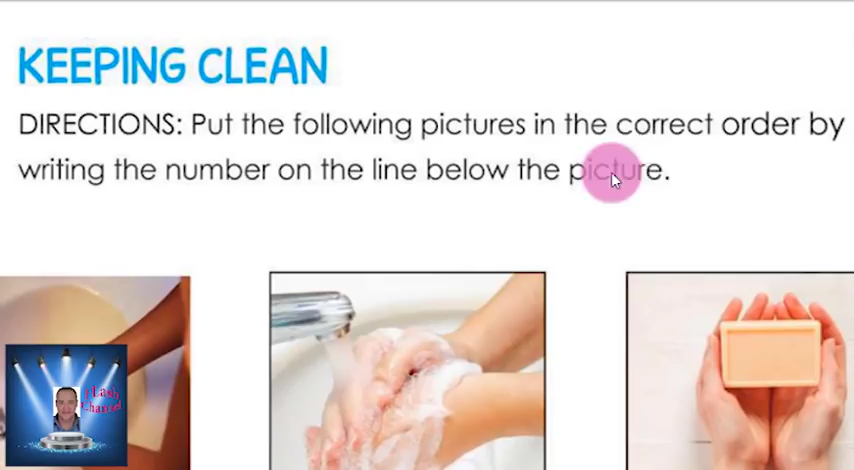 KEEPING CLEAN
DIRECTIONS: Put the following pictures in the correct order by
writing the number on the line below the picture.